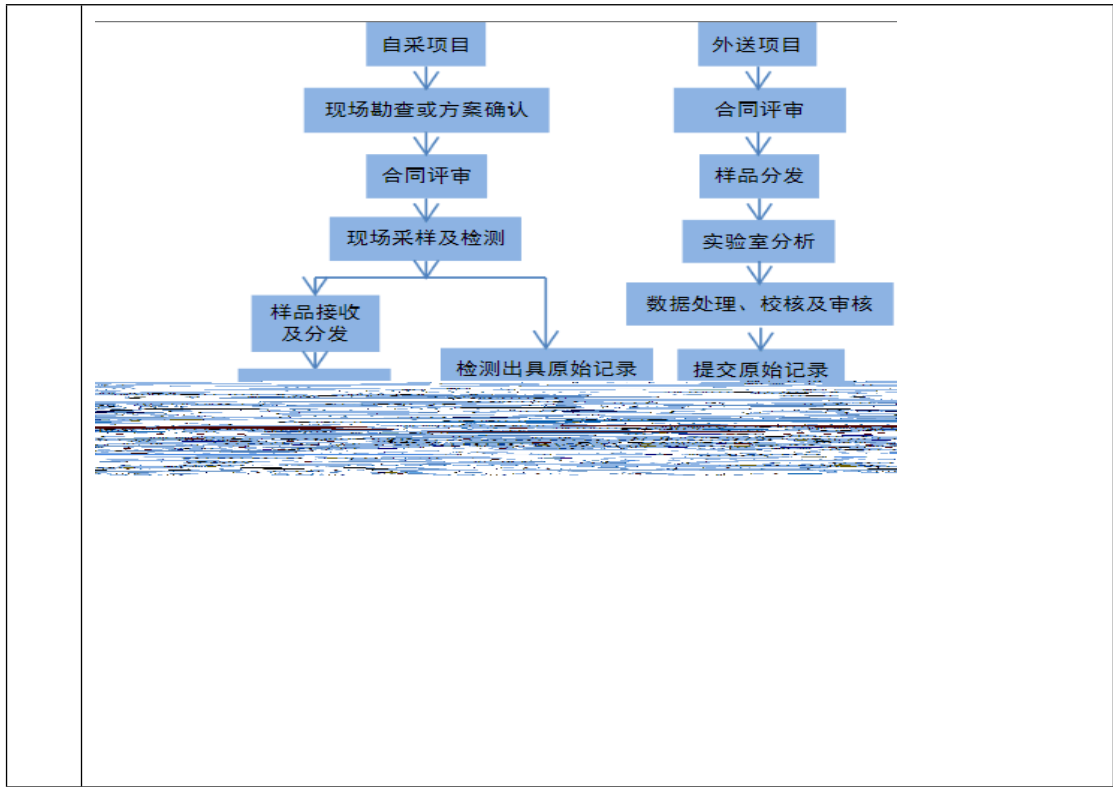 自采项目
外送项目
现场勘查或方案确认
合同评审
合同评审
样品分发
现场采样及检测
实验室分析
数据处理、校核及审核
样品接收
及分发
检测出具原始记录
提交原始记录